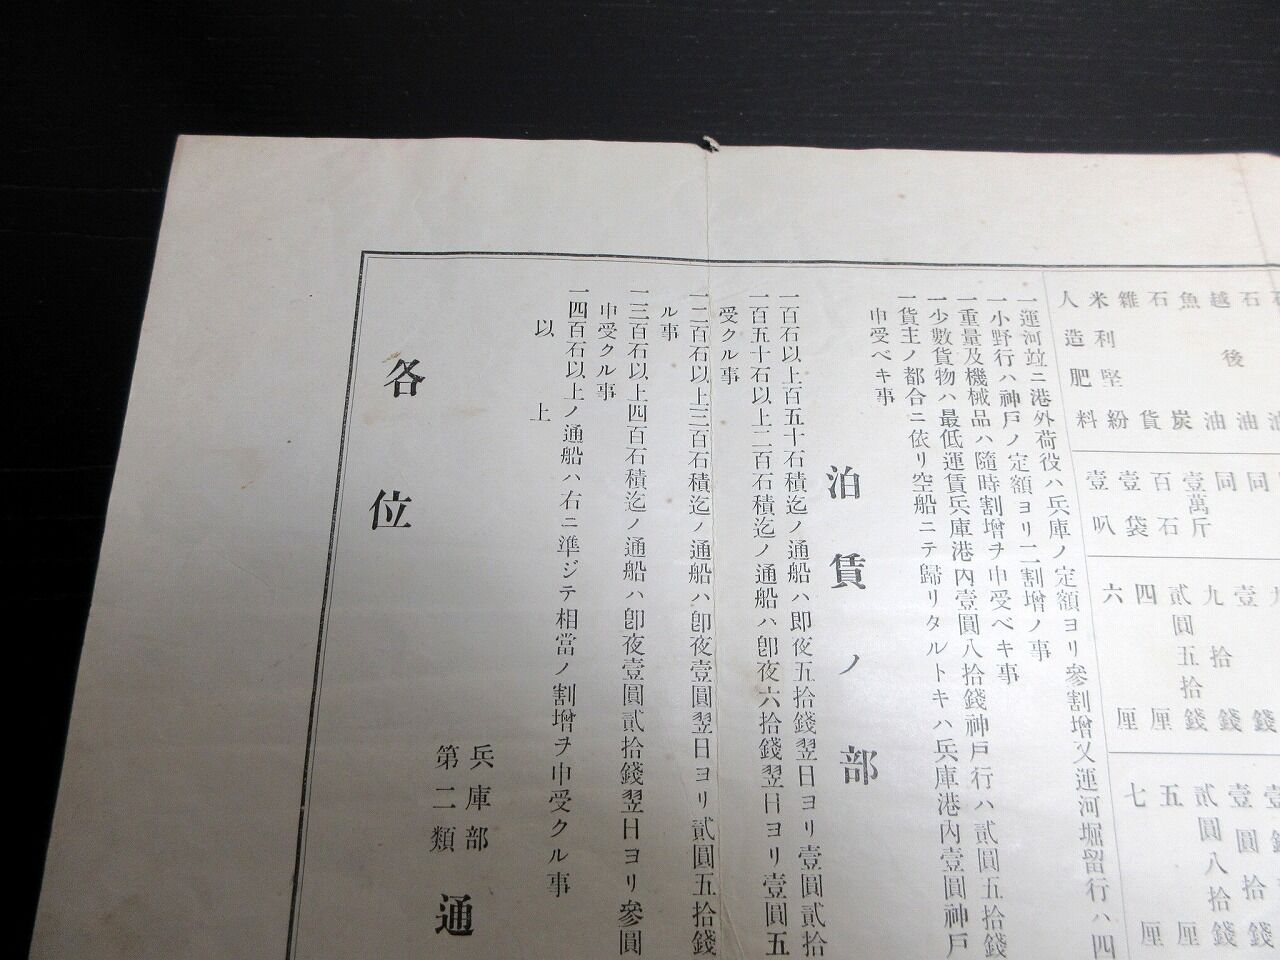 石油
越後油
魚油
石炭
雜貨
米利堅粉
人造肥料
同
同
壹萬斤
百石
壹袋
壹叺
壹
九拾錢
貳圓五拾錢
四厘
六厘
壹圓拾錢
貳圓八拾錢
五厘
七厘
一運河竝ニ港外荷役ハ兵庫ノ定額ヨリ參割增又運河堀留行ハ四
一小野行ハ神戸ノ定額ヨリ二割增ノ事
一重量及機械品ハ隨時割增ヲ申受ベキ事
一少數貨物ハ最低運賃兵庫港内壹圓八拾錢神戸行ハ貳圓五拾錢
一貨主ノ都合ニ依リ空船ニテ歸リタルトキハ兵庫港内壹圓神戸
申受ベキ事
泊賃ノ部
一百石以上百五十石積迄ノ通船ハ即夜五拾錢翌日ヨリ壹圓貳拾
一百五十石以上二百石積迄ノ通船ハ卽夜六拾錢翌日ヨリ壹圓五
受クル事
一二百石以上三百石積迄ノ通船ハ卽夜壹圓翌日ヨリ貳圓五拾錢
ル事
一三百石以上四百石積迄ノ通船ハ卽夜壹圓貳拾錢翌日ヨリ參圓
申受クル事
一四百石以上ノ通船ハ右ニ準ジテ相當ノ割增ヲ申受クル事
以上
兵庫部
第二類
通
各位